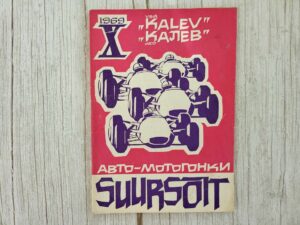 1969
X
"KALEV"
"КАЛЕВ"
АВТО-МОТОГОНКИ
SUURSÕIT